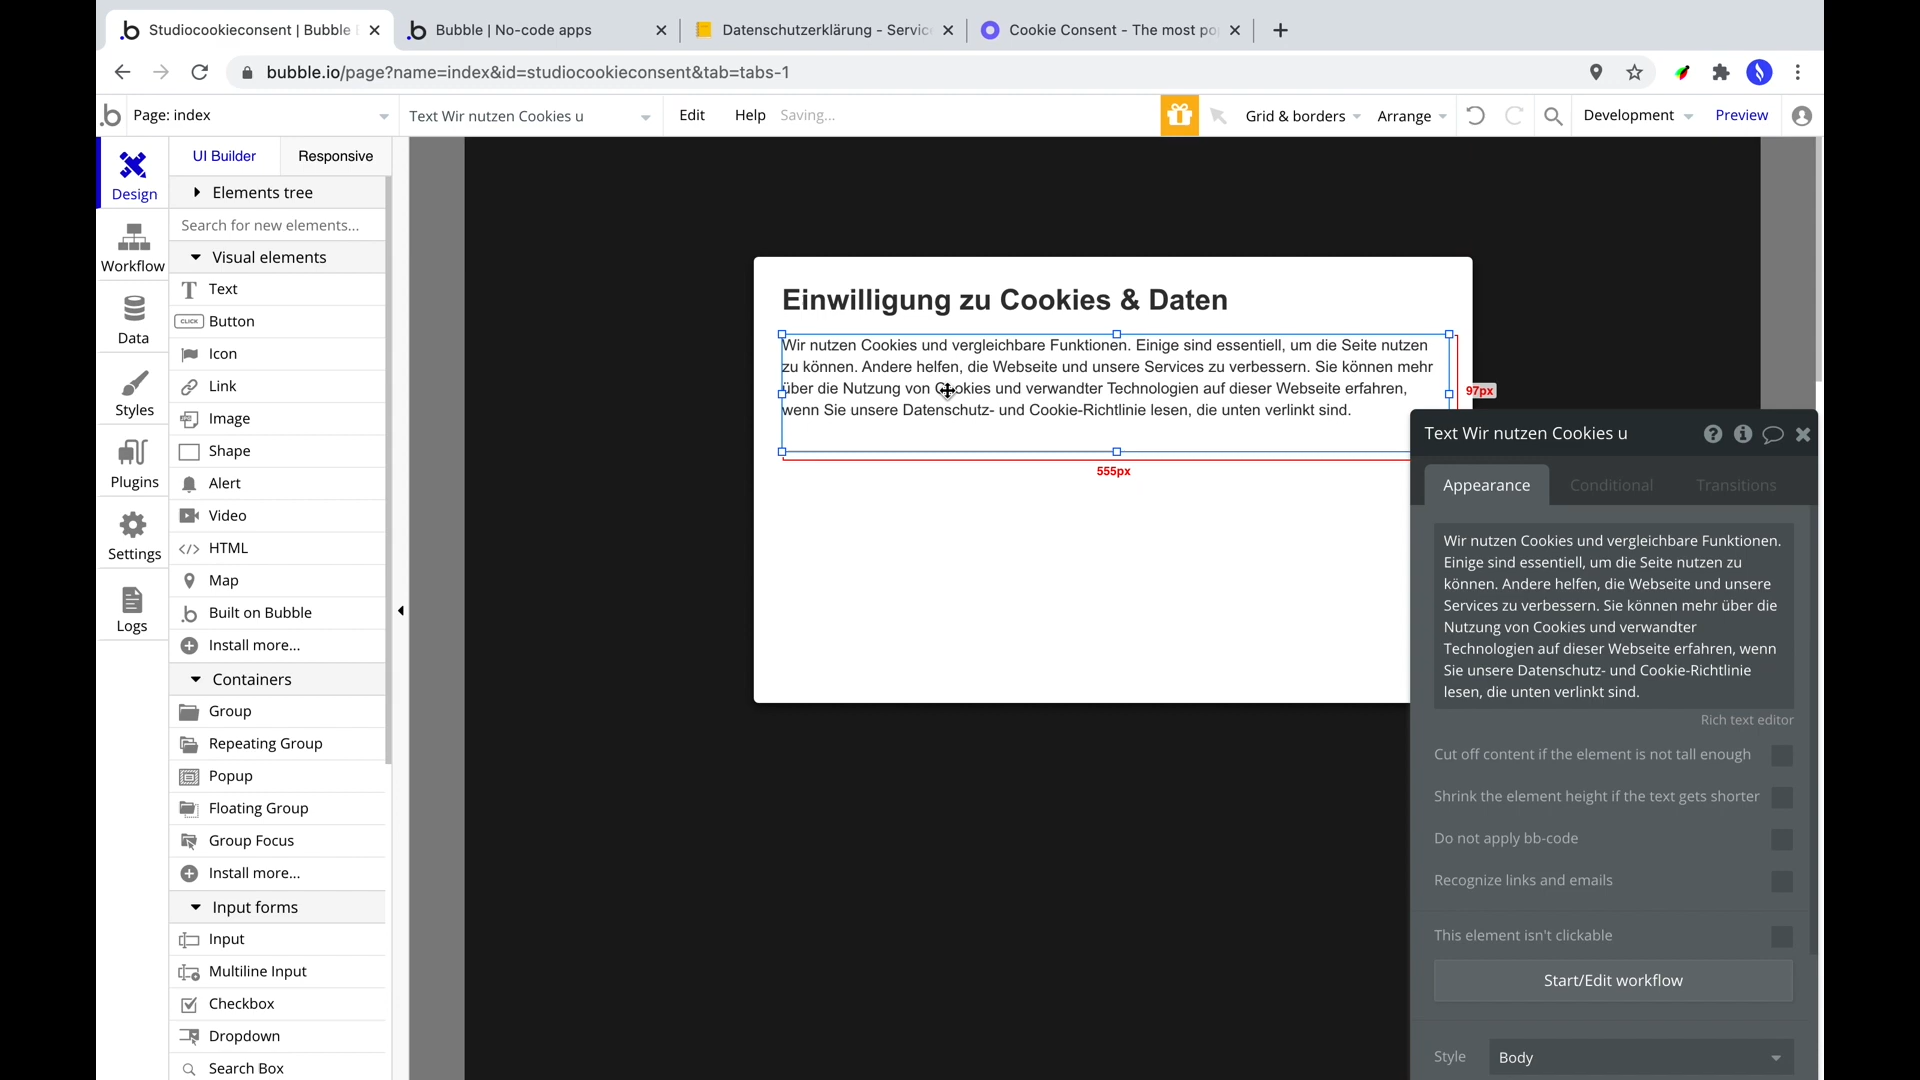 Studiocookieconsent | Bubble
Bubble | No-code apps
Datenschutzerklärung - Servic
Cookie Consent - The most po
bubble.io/page?name=index&id=studiocookieconsent&tab=tabs-1
Page: index
Text Wir nutzen Cookies u
Edit
Help
Saving...
Grid & borders
Arrange
Development
Preview
Design
Workflow
Data
Styles
Plugins
Settings
Logs
UI Builder
Responsive
Elements tree
Search for new elements...
Visual elements
Text
CLICK Button
Icon
Link
Image
Shape
Alert
Video
HTML
Map
Built on Bubble
Install more...
Containers
Group
Repeating Group
Popup
Floating Group
Group Focus
Install more...
Input forms
Input
Multiline Input
Checkbox
Dropdown
Search Box
Einwilligung zu Cookies & Daten
Wir nutzen Cookies und vergleichbare Funktionen. Einige sind essentiell, um die Seite nutzen
zu können. Andere helfen, die Webseite und unsere Services zu verbessern. Sie können mehr
über die Nutzung von Cookies und verwandter Technologien auf dieser Webseite erfahren,
wenn Sie unsere Datenschutz- und Cookie-Richtlinie lesen, die unten verlinkt sind.
97px
555px
Text Wir nutzen Cookies u
Appearance
Conditional
Transitions
Wir nutzen Cookies und vergleichbare Funktionen.
Einige sind essentiell, um die Seite nutzen zu
können. Andere helfen, die Webseite und unsere
Services zu verbessern. Sie können mehr über die
Nutzung von Cookies und verwandter
Technologien auf dieser Webseite erfahren, wenn
Sie unsere Datenschutz- und Cookie-Richtlinie
lesen, die unten verlinkt sind.
Rich text editor
Cut off content if the element is not tall enough
Shrink the element height if the text gets shorter
Do not apply bb-code
Recognize links and emails
This element isn't clickable
Start/Edit workflow
Style
Body